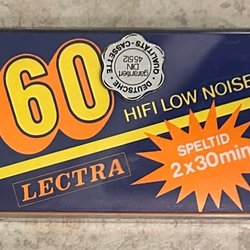 60
DEUTSCHE
QUALITÄTS-CASSETTE
garantiert
DIN
45512
HIFI LOW NOISE
LECTRA
SPELTID
2x30min